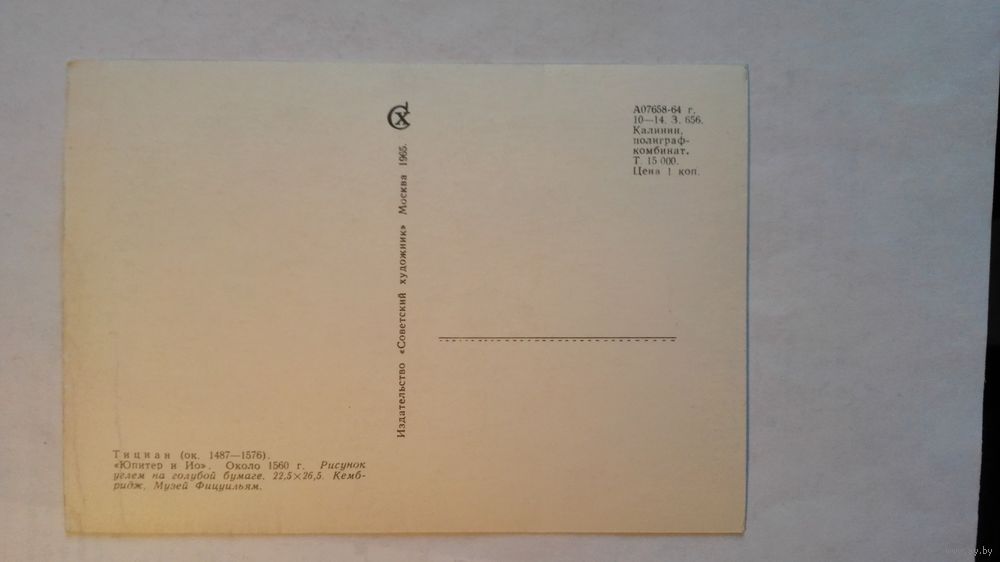 А07658-64 г.
10—14. З. 656.
Калинин,
полиграф-
комбинат.
Т. 15 000.
Цена 1 коп.
Издательство «Советский художник» Москва 1965.
Тициан (ок. 1487—1576).
«Юпитер и Ио». Около 1560 г. Рисунок
углем на голубой бумаге. 22,5×26,5. Кемб-
ридж. Музей Фицуильям.